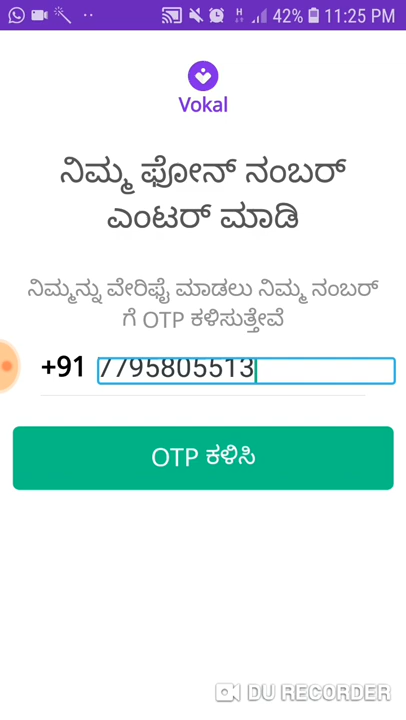 42% 11:25 PM
Vokal
ನಿಮ್ಮ ಫೋನ್ ನಂಬರ್
ಎಂಟರ್ ಮಾಡಿ
ನಿಮ್ಮನ್ನು ವೇರಿಫೈ ಮಾಡಲು ನಿಮ್ಮ ನಂಬರ್
ಗೆ OTP ಕಳಿಸುತ್ತೇವೆ
+91 7795805513
OTP ಕಳಿಸಿ
DU RECORDER